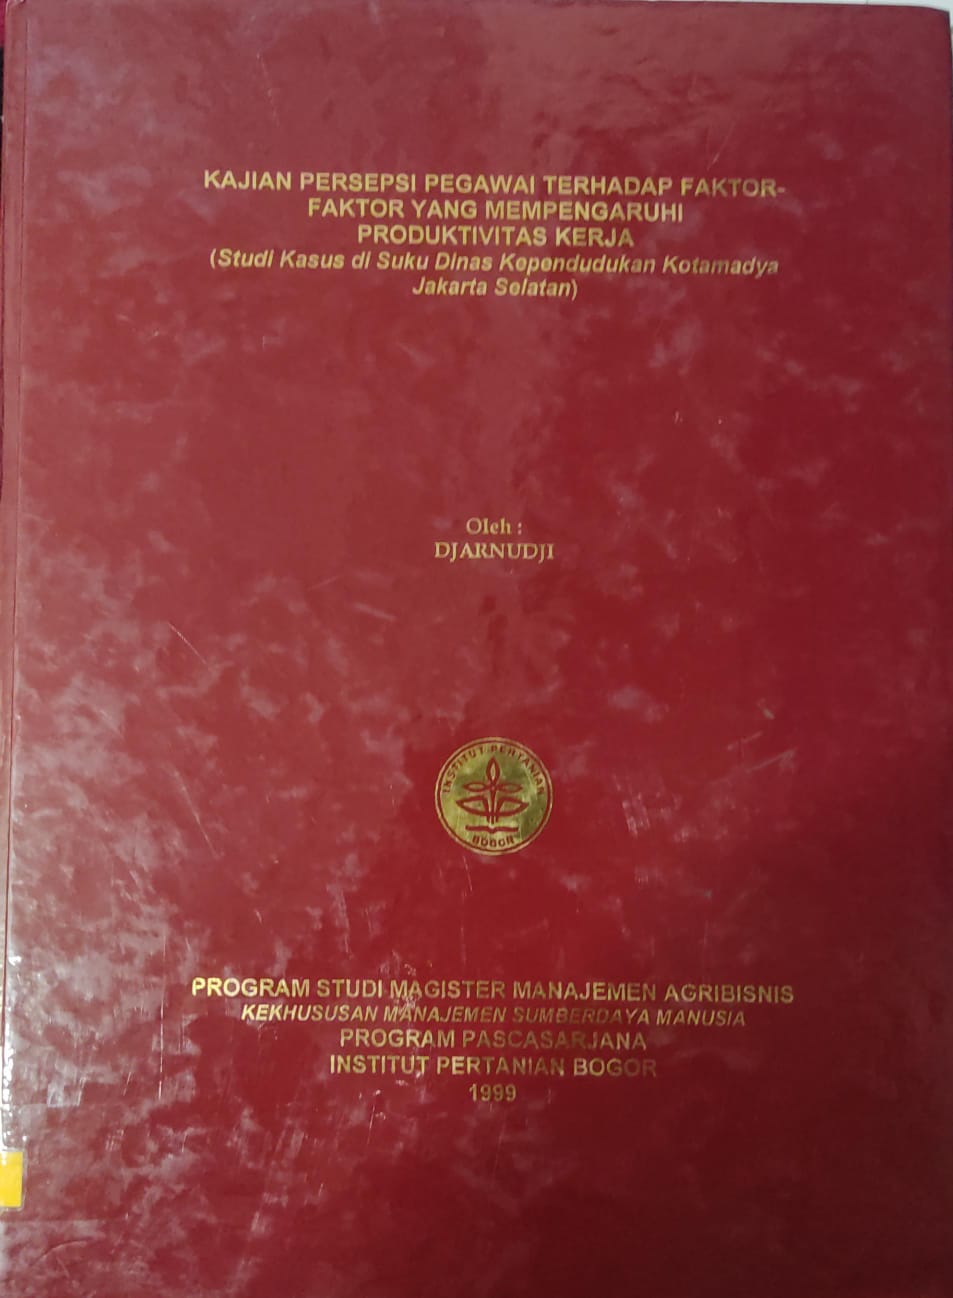 KAJIAN PERSEPSI PEGAWAI TERHADAP FAKTOR-
FAKTOR YANG MEMPENGARUHI
PRODUKTIVITAS KERJA
(Studi Kasus di Suku Dinas Kependudukan Kotamadya
Jakarta Selatan)
Oleh :
DJARNUDJI
INSTITUT PERTANIAN
BOGOR
PROGRAM STUDI MAGISTER MANAJEMEN AGRIBISNIS
KEKHUSUSAN MANAJEMEN SUMBERDAYA MANUSIA
PROGRAM PASCASARJANA
INSTITUT PERTANIAN BOGOR
1999